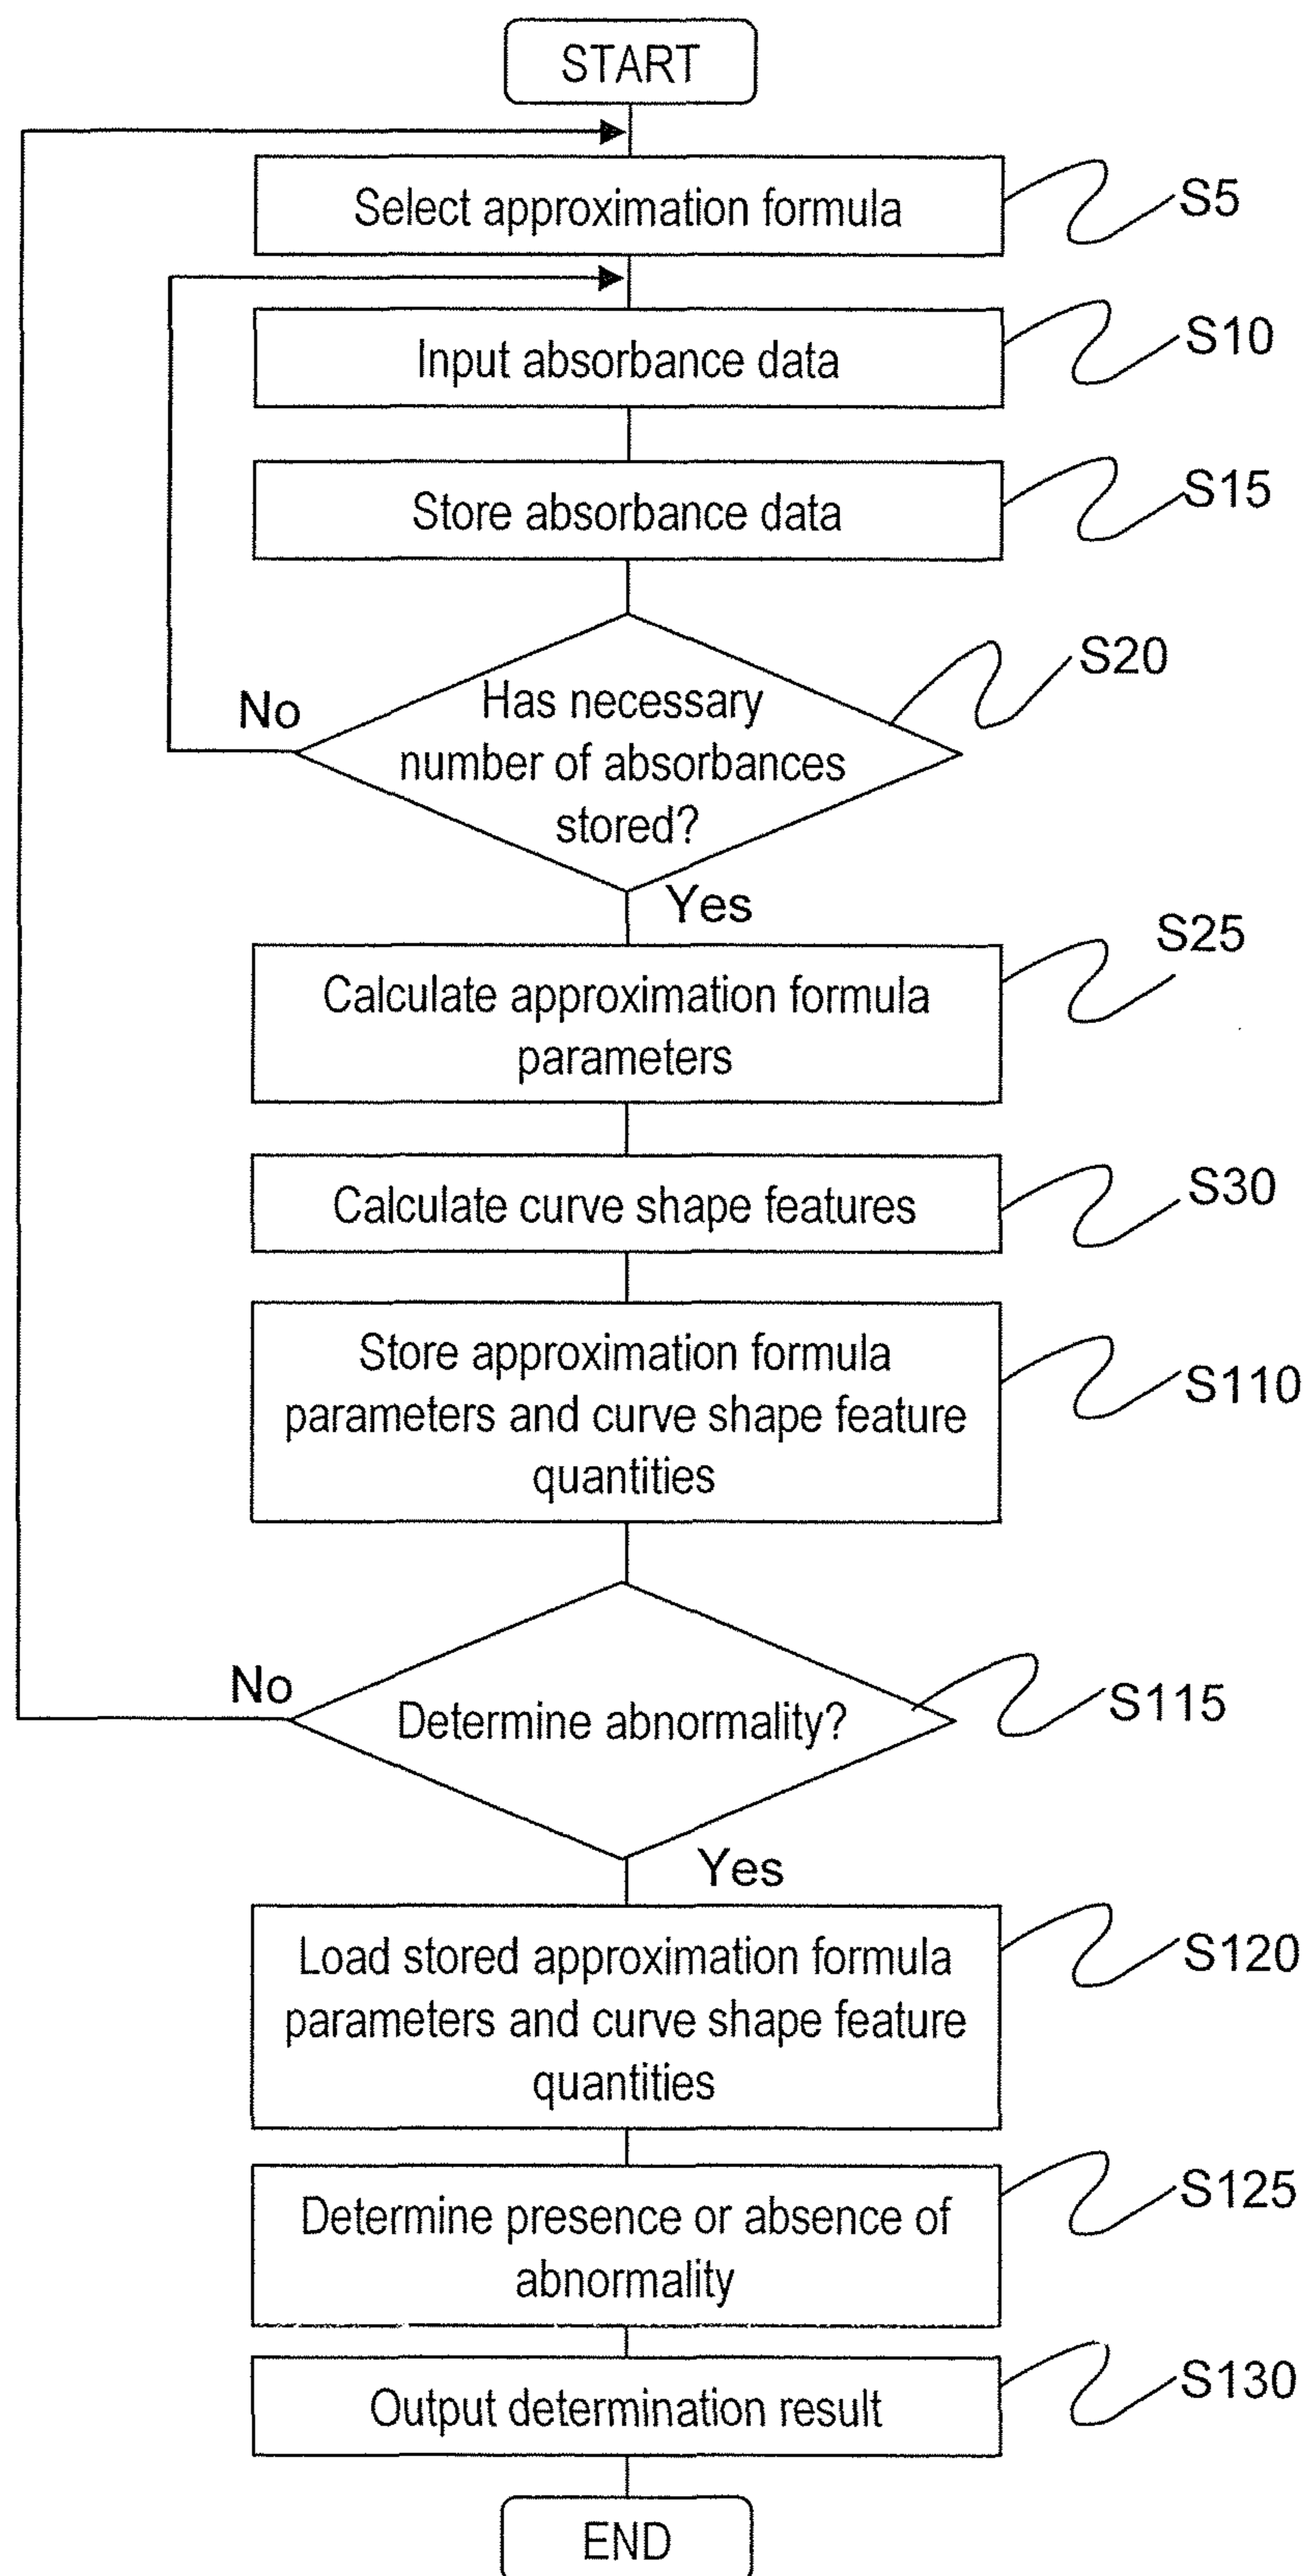 START
Select approximation formula
S5
Input absorbance data
S10
Store absorbance data
S15
Has necessary
number of absorbances
stored?
S20
No
Yes
Calculate approximation formula
parameters
S25
Calculate curve shape features
S30
Store approximation formula
parameters and curve shape feature
quantities
S110
Determine abnormality?
S115
No
Yes
Load stored approximation formula
parameters and curve shape feature
quantities
S120
Determine presence or absence of
abnormality
S125
Output determination result
S130
END